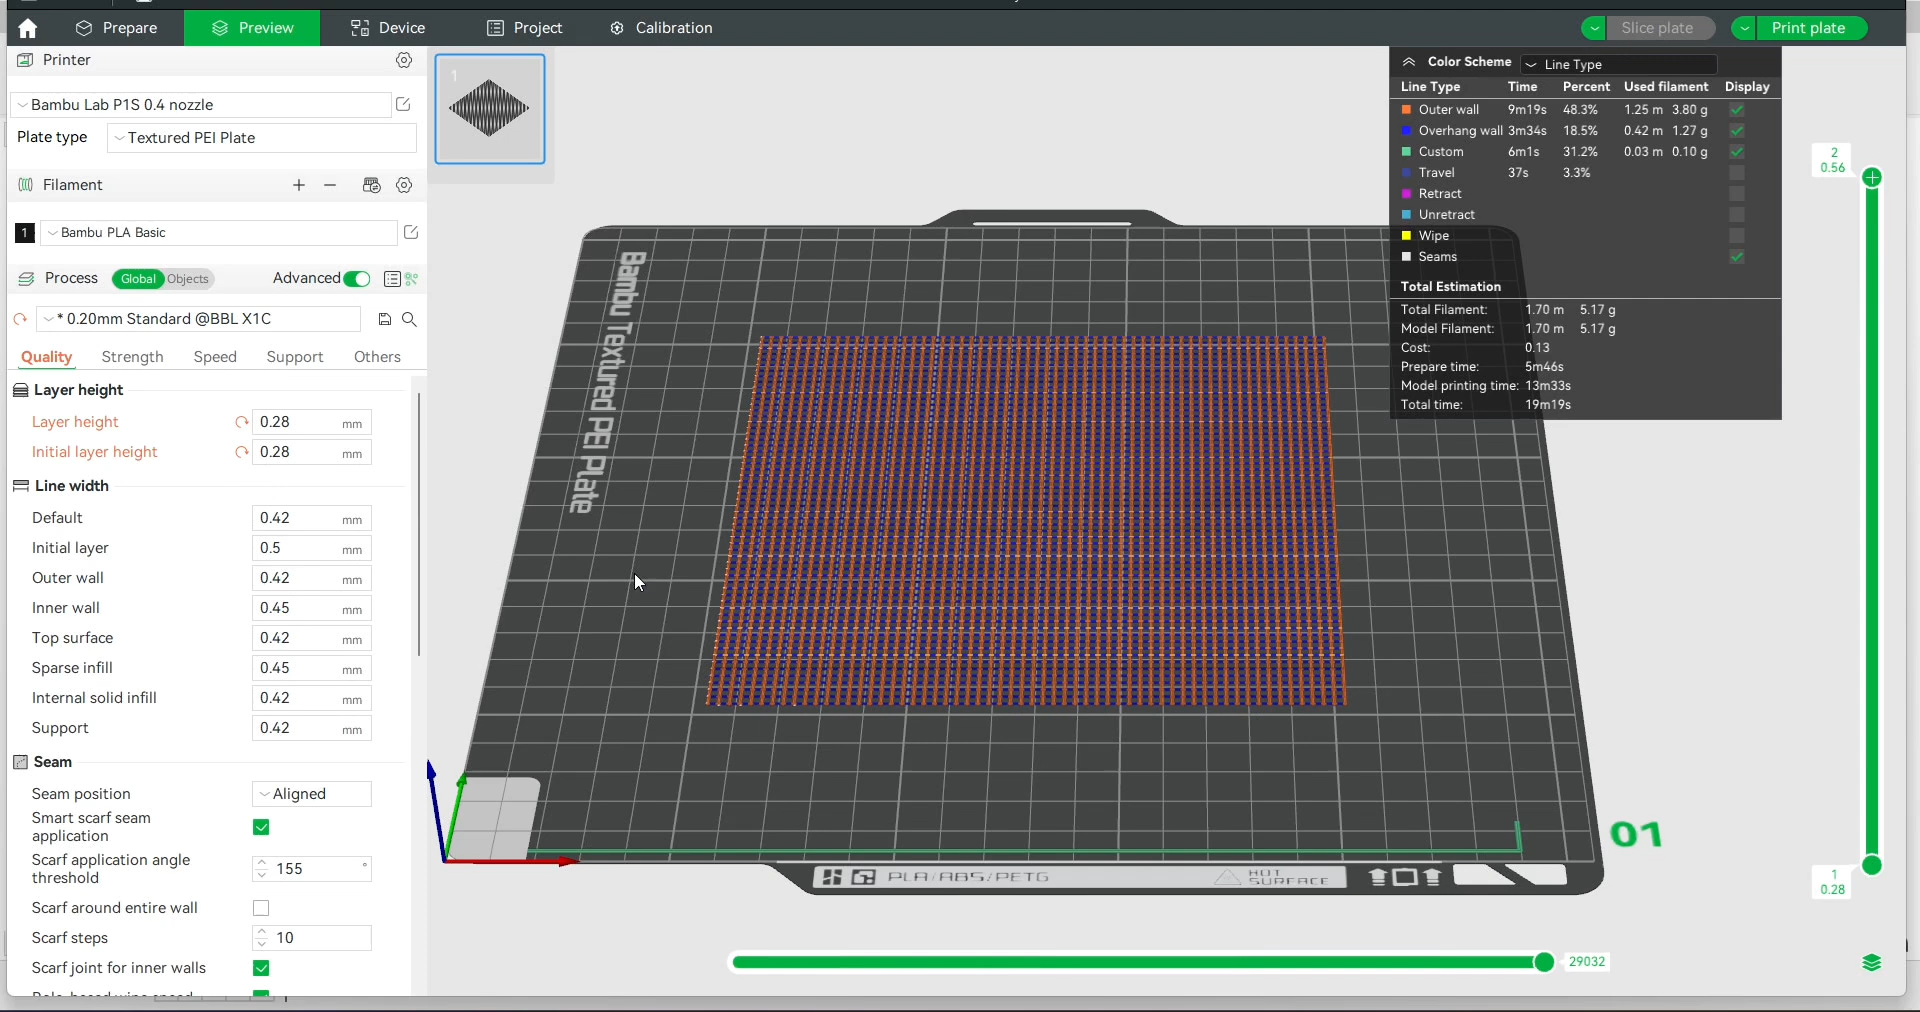 Prepare
Preview
Device
Project
Calibration
Slice plate
Print plate
Printer
Bambu Lab P1S 0.4 nozzle
Plate type
Textured PEI Plate
Filament
1
Bambu PLA Basic
Process
Global
Objects
Advanced
* 0.20mm Standard @BBL X1C
Quality
Strength
Speed
Support
Others
Layer height
Layer height 0.28 mm
Initial layer height 0.28 mm
Line width
Default 0.42 mm
Initial layer 0.5 mm
Outer wall 0.42 mm
Inner wall 0.45 mm
Top surface 0.42 mm
Sparse infill 0.45 mm
Internal solid infill 0.42 mm
Support 0.42 mm
Seam
Seam position Aligned
Smart scarf seam
application
Scarf application angle
threshold 155 °
Scarf around entire wall
Scarf steps 10
Scarf joint for inner walls
1
Bambu Textured PEI Plate
Color Scheme Line Type
Line Type Time Percent Used filament Display
Outer wall 9m19s 48.3% 1.25 m 3.80 g
Overhang wall 3m34s 18.5% 0.42 m 1.27 g
Custom 6m1s 31.2% 0.03 m 0.10 g
Travel 37s 3.3%
Retract
Unretract
Wipe
Seams
Total Estimation
Total Filament: 1.70 m 5.17 g
Model Filament: 1.70 m 5.17 g
Cost: 0.13
Prepare time: 5m46s
Model printing time: 13m33s
Total time: 19m19s
2
0.56
1
0.28
01
PLA/ABS/PETG
HOT
SURFACE
29032